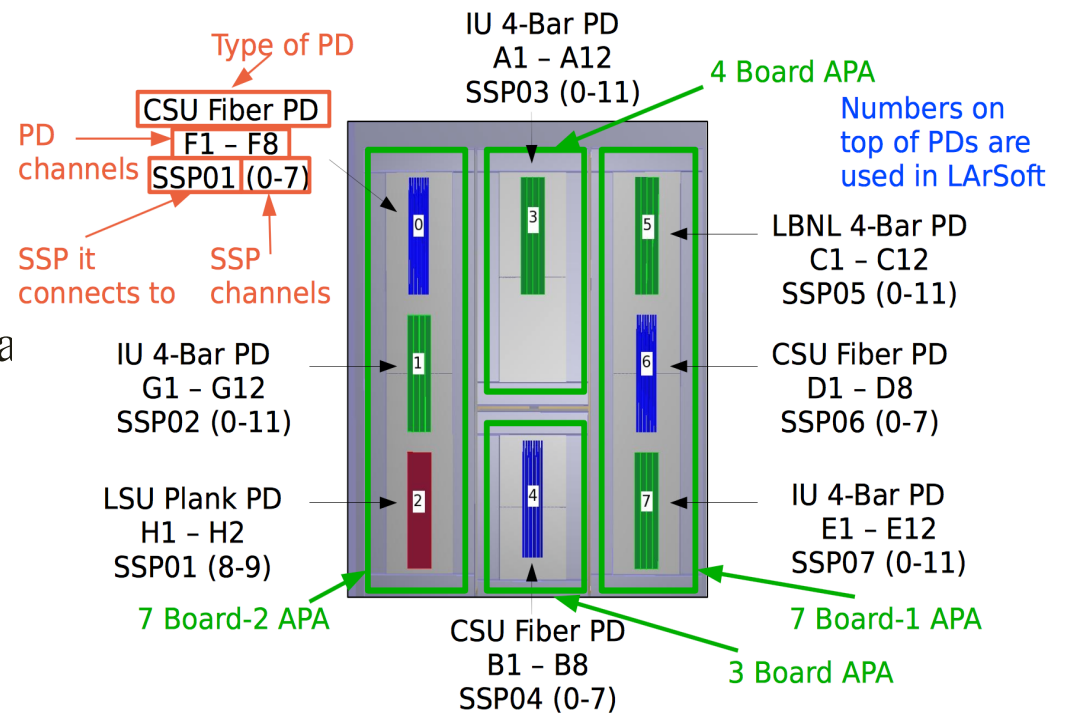 IU 4-Bar PD
A1 – A12
SSP03 (0-11)
Type of PD
4 Board APA
CSU Fiber PD
F1 – F8
SSP01 (0-7)
PD
channels
SSP it
connects to
SSP
channels
Numbers on
top of PDs are
used in LArSoft
0
3
5
LBNL 4-Bar PD
C1 – C12
SSP05 (0-11)
a
IU 4-Bar PD
G1 – G12
SSP02 (0-11)
1
6
CSU Fiber PD
D1 – D8
SSP06 (0-7)
LSU Plank PD
H1 – H2
SSP01 (8-9)
2
4
7
IU 4-Bar PD
E1 – E12
SSP07 (0-11)
7 Board-2 APA
7 Board-1 APA
CSU Fiber PD
B1 – B8
SSP04 (0-7)
3 Board APA